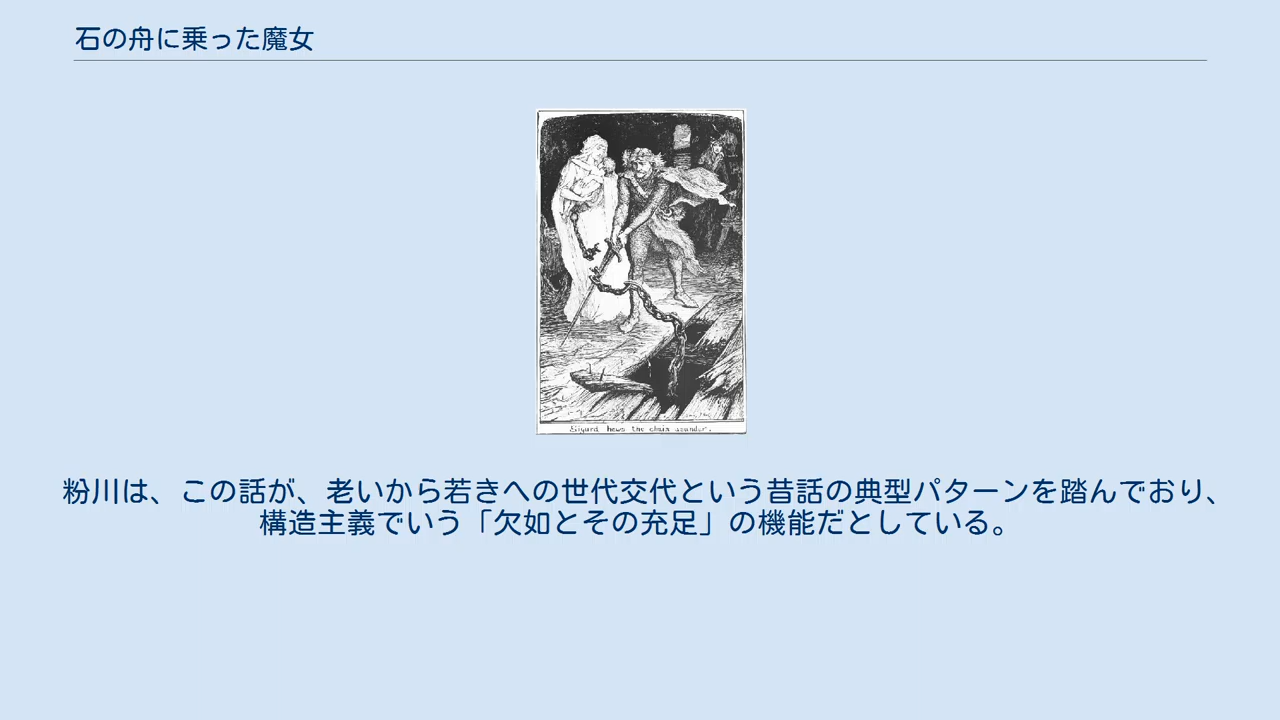 石の舟に乗った魔女
Sigurd hews the chain asunder.
粉川は、この話が、老いから若きへの世代交代という昔話の典型パターンを踏んでおり、
構造主義でいう「欠如とその充足」の機能だとしている。